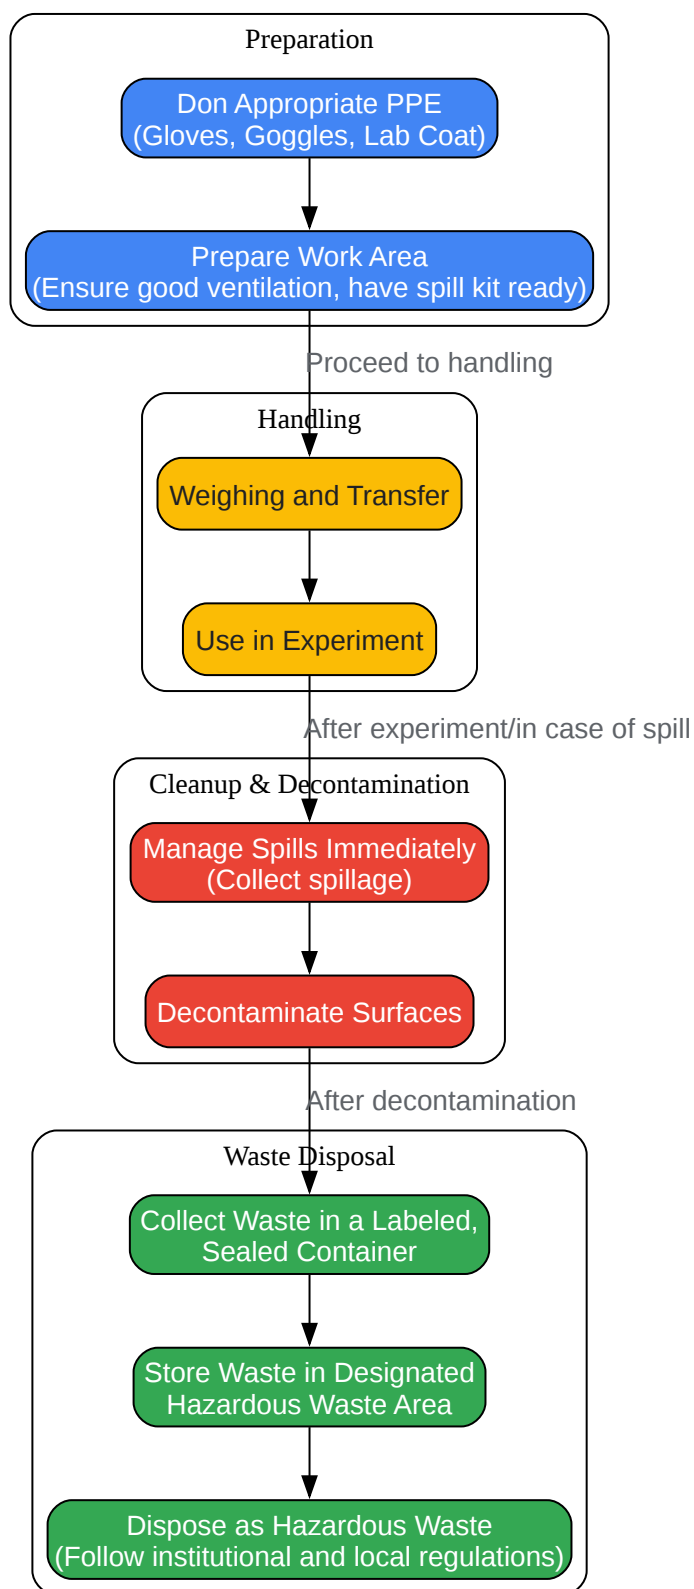 Preparation
Don Appropriate PPE
(Gloves, Goggles, Lab Coat)
Prepare Work Area
(Ensure good ventilation, have spill kit ready)
Proceed to handling
Handling
Weighing and Transfer
Use in Experiment
After experiment/in case of spill
Cleanup & Decontamination
Manage Spills Immediately
(Collect spillage)
Decontaminate Surfaces
After decontamination
Waste Disposal
Collect Waste in a Labeled,
Sealed Container
Store Waste in Designated
Hazardous Waste Area
Dispose as Hazardous Waste
(Follow institutional and local regulations)